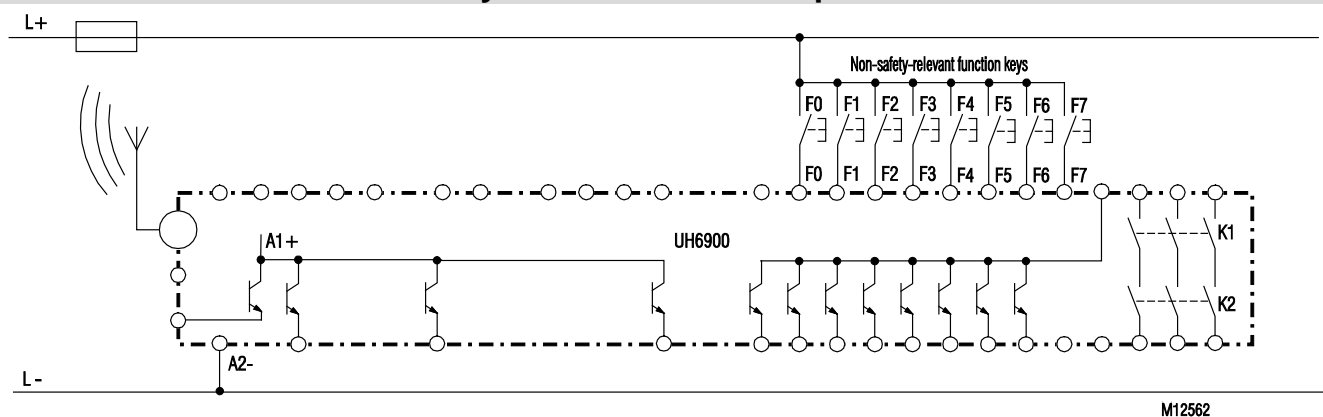 L+
Non-safety-relevant function keys
F0 F1 F2 F3 F4 F5 F6 F7
F0 F1 F2 F3 F4 F5 F6 F7
A1+
UH6900
K1
K2
A2-
L-
M12562